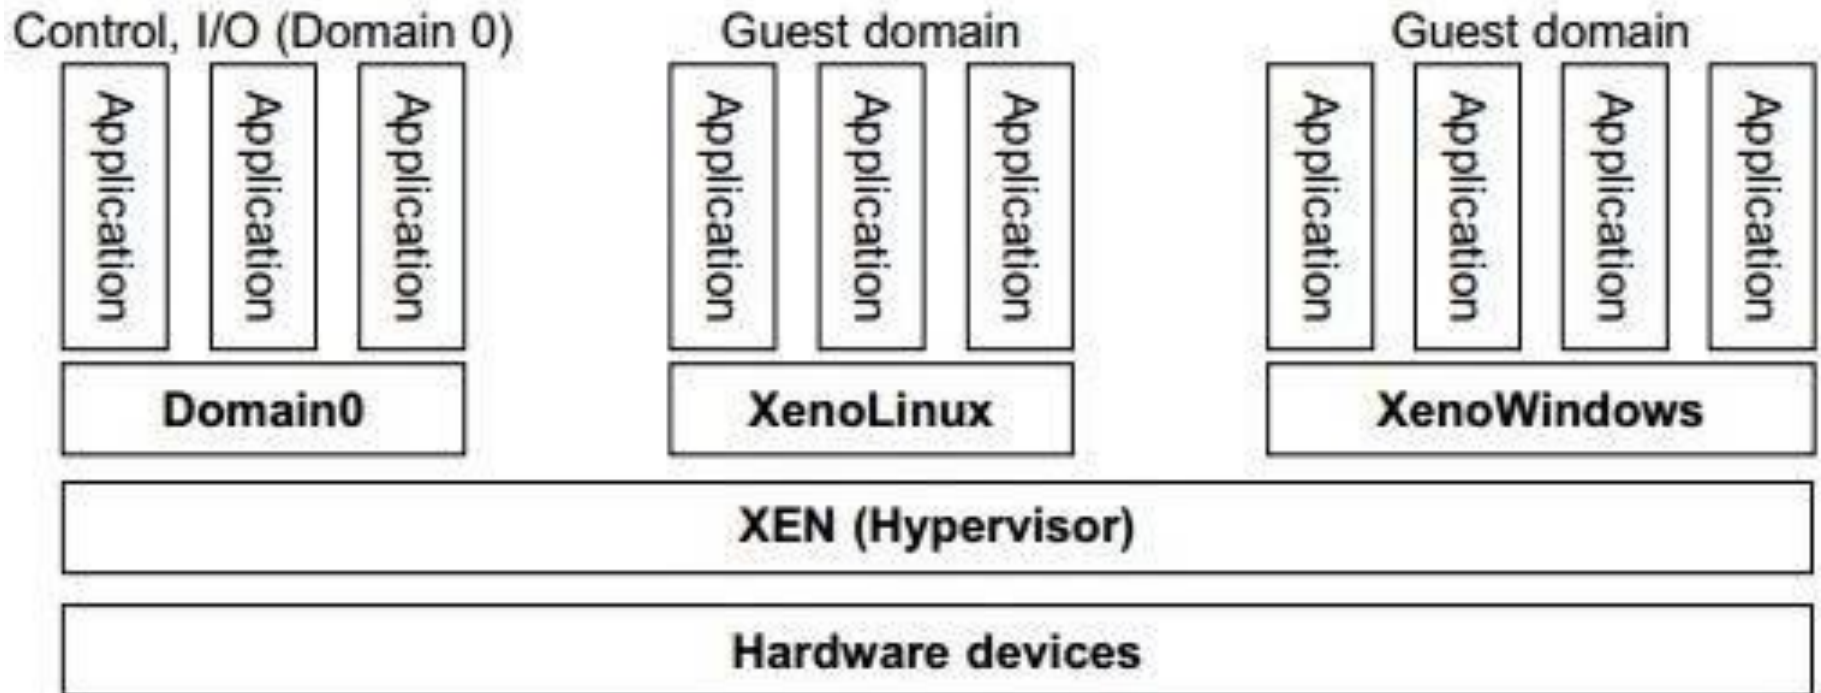 Control, I/O (Domain 0)
Guest domain
Guest domain
Application
Application
Application
Application
Application
Application
Application
Application
Application
Application
Domain0
XenoLinux
XenoWindows
XEN (Hypervisor)
Hardware devices